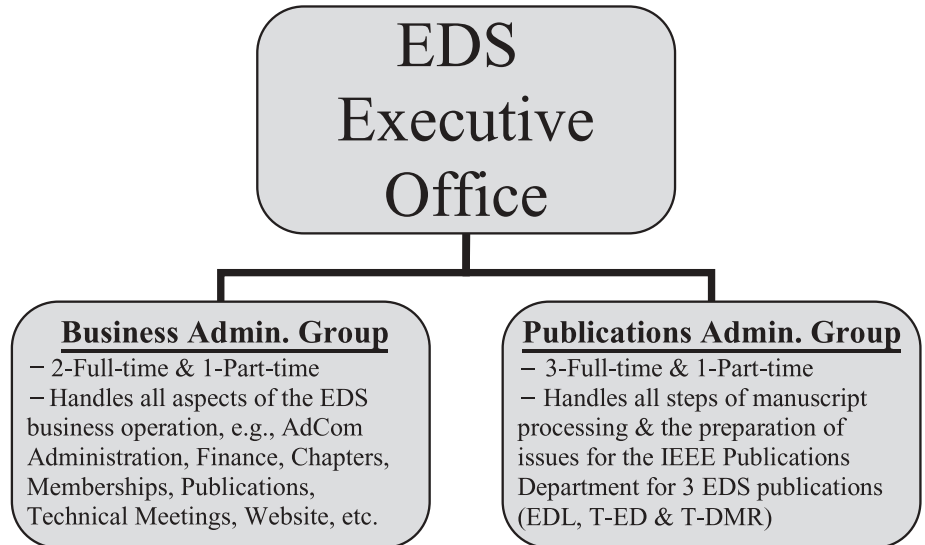 EDS
Executive
Office
Business Admin. Group
– 2-Full-time & 1-Part-time
– Handles all aspects of the EDS
business operation, e.g., AdCom
Administration, Finance, Chapters,
Memberships, Publications,
Technical Meetings, Website, etc.
Publications Admin. Group
– 3-Full-time & 1-Part-time
– Handles all steps of manuscript
processing & the preparation of
issues for the IEEE Publications
Department for 3 EDS publications
(EDL, T-ED & T-DMR)